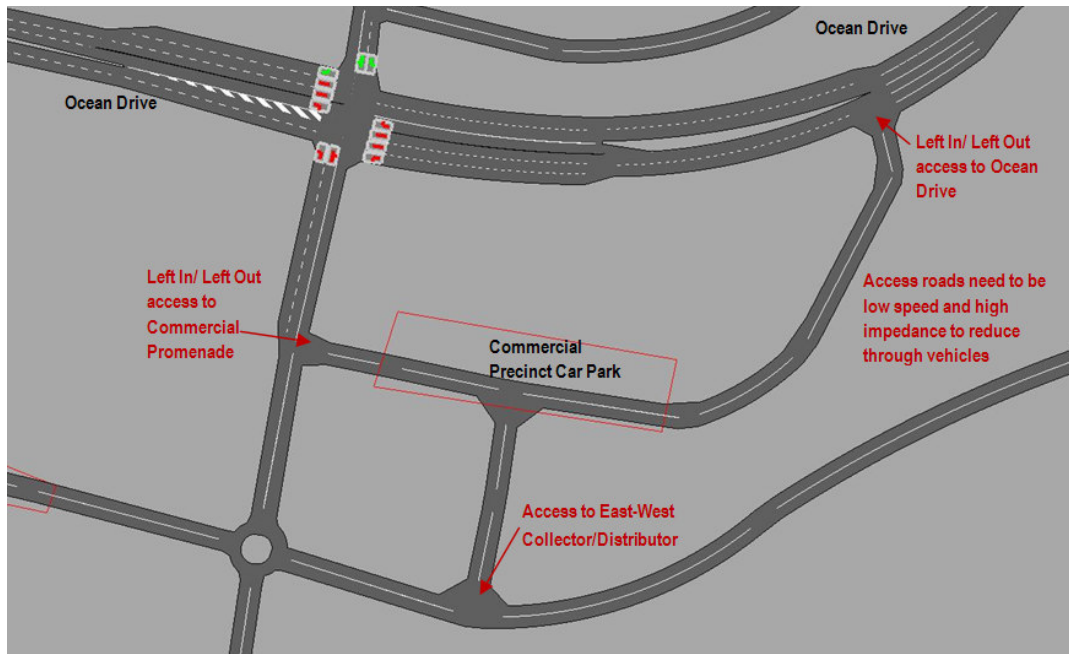 Ocean Drive
Ocean Drive
Left In/ Left Out
access to Ocean
Drive
Left In/ Left Out
access to
Commercial
Promenade
Access roads need to be
low speed and high
impedance to reduce
through vehicles
Commercial
Precinct Car Park
Access to East-West
Collector/Distributor